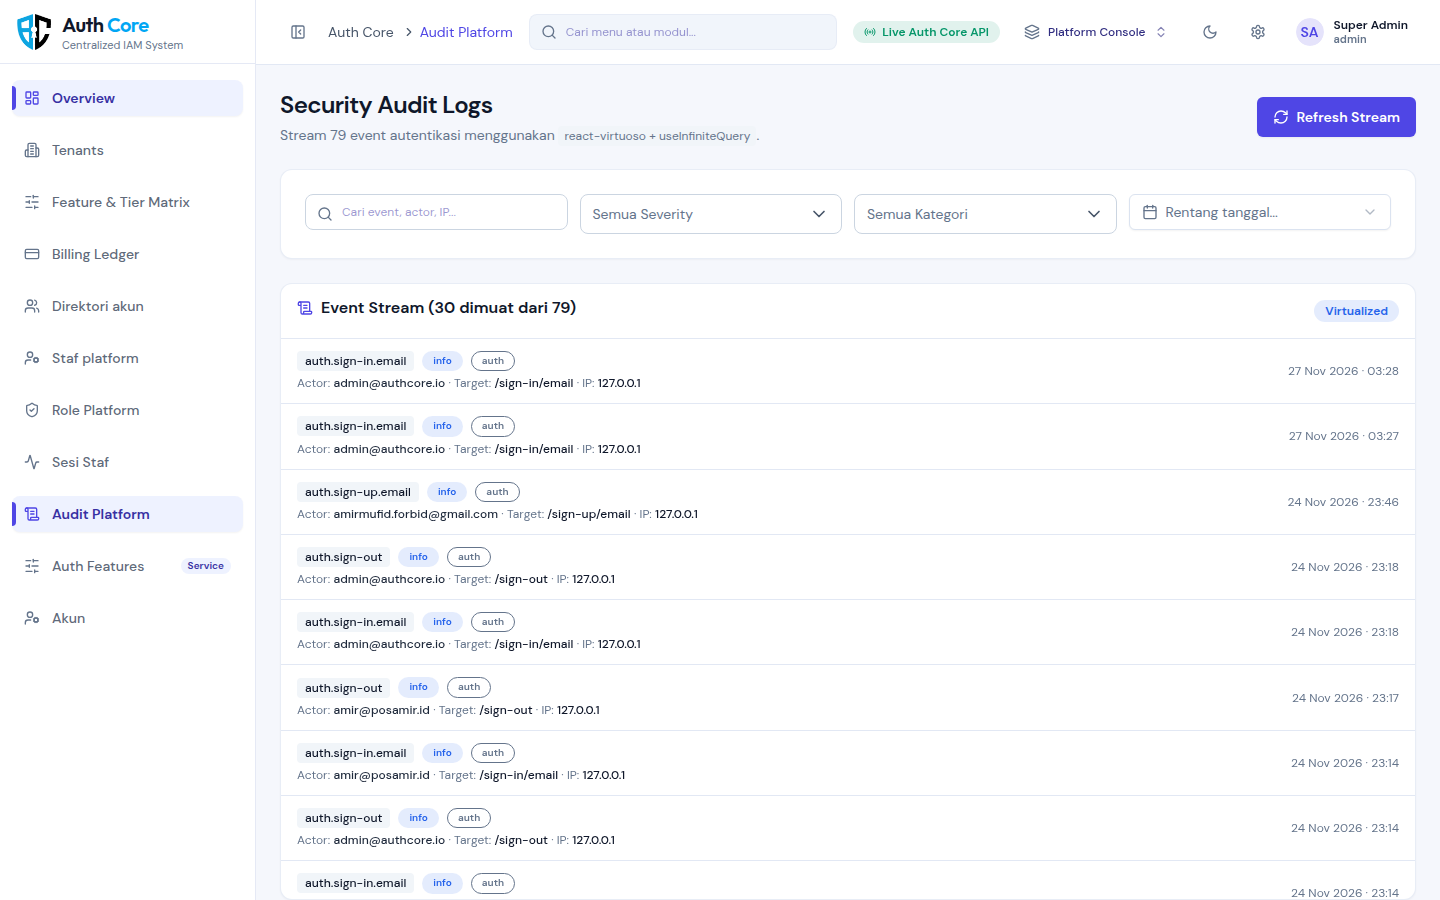 Auth Core
Centralized IAM System
Overview
Tenants
Feature & Tier Matrix
Billing Ledger
Direktori akun
Staf platform
Role Platform
Sesi Staf
Audit Platform
Auth Features Service
Akun
Auth Core > Audit Platform
Cari menu atau modul...
Live Auth Core API
Platform Console
SA
Super Admin
admin
Security Audit Logs
Stream 79 event autentikasi menggunakan react-virtuoso + useInfiniteQuery .
Refresh Stream
Cari event, actor, IP...
Semua Severity
Semua Kategori
Rentang tanggal...
Event Stream (30 dimuat dari 79)
Virtualized
auth.sign-in.email info auth
Actor: admin@authcore.io · Target: /sign-in/email · IP: 127.0.0.1
27 Nov 2026 · 03:28
auth.sign-in.email info auth
Actor: admin@authcore.io · Target: /sign-in/email · IP: 127.0.0.1
27 Nov 2026 · 03:27
auth.sign-up.email info auth
Actor: amirmufid.forbid@gmail.com · Target: /sign-up/email · IP: 127.0.0.1
24 Nov 2026 · 23:46
auth.sign-out info auth
Actor: admin@authcore.io · Target: /sign-out · IP: 127.0.0.1
24 Nov 2026 · 23:18
auth.sign-in.email info auth
Actor: admin@authcore.io · Target: /sign-in/email · IP: 127.0.0.1
24 Nov 2026 · 23:18
auth.sign-out info auth
Actor: amir@posamir.id · Target: /sign-out · IP: 127.0.0.1
24 Nov 2026 · 23:17
auth.sign-in.email info auth
Actor: amir@posamir.id · Target: /sign-in/email · IP: 127.0.0.1
24 Nov 2026 · 23:14
auth.sign-out info auth
Actor: admin@authcore.io · Target: /sign-out · IP: 127.0.0.1
24 Nov 2026 · 23:14
auth.sign-in.email info auth
24 Nov 2026 · 23:14